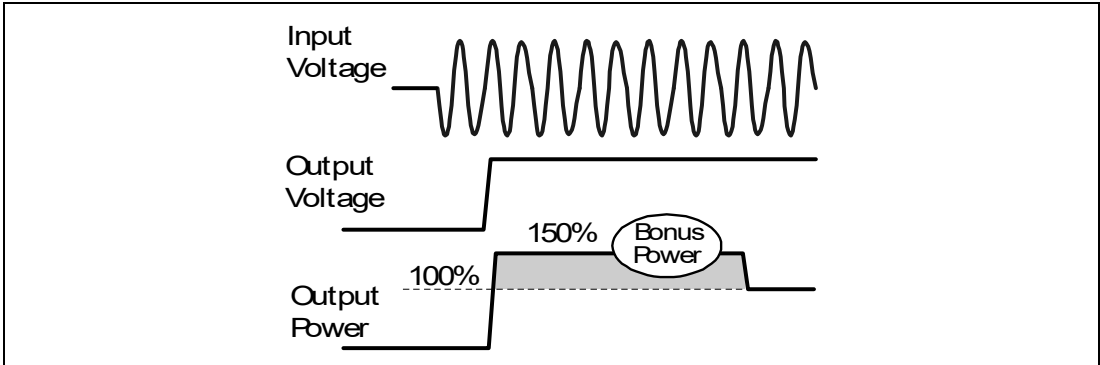 Input
Voltage
Output
Voltage
150%
Bonus
Power
100%
Output
Power